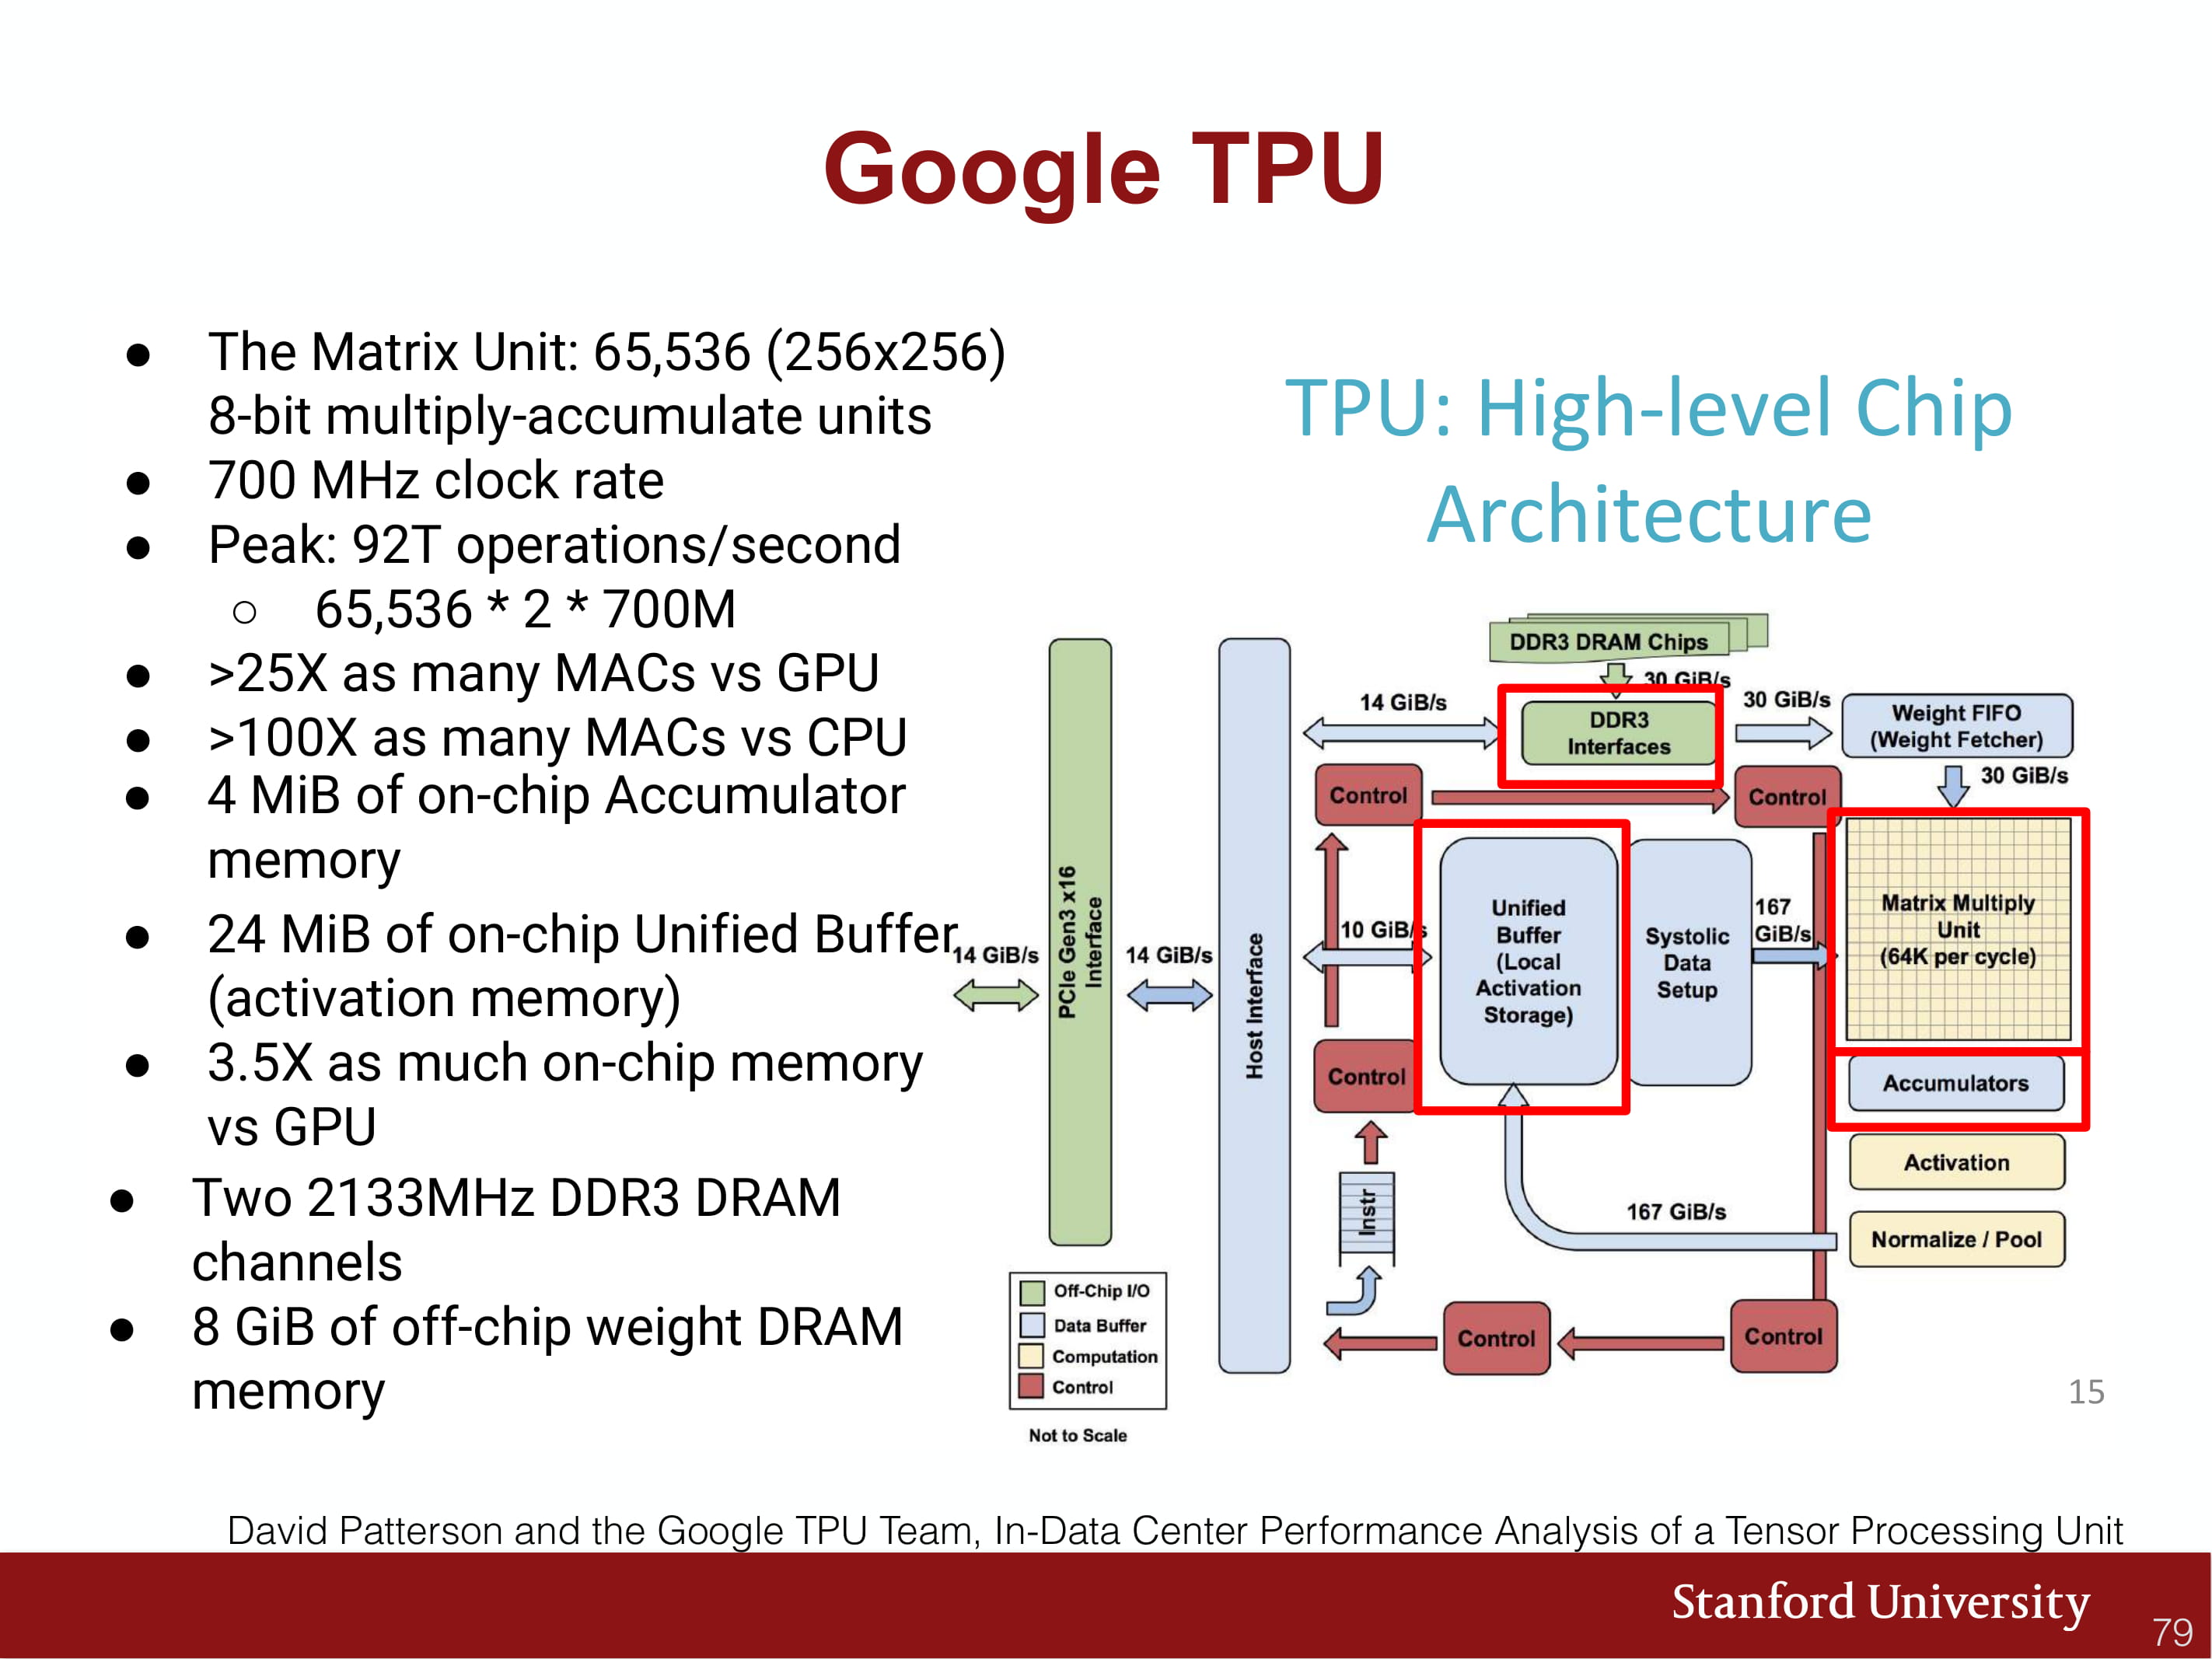 Google TPU
● The Matrix Unit: 65,536 (256x256)
8-bit multiply-accumulate units
● 700 MHz clock rate
● Peak: 92T operations/second
○ 65,536 * 2 * 700M
● >25X as many MACs vs GPU
● >100X as many MACs vs CPU
● 4 MiB of on-chip Accumulator
memory
● 24 MiB of on-chip Unified Buffer
(activation memory)
● 3.5X as much on-chip memory
vs GPU
● Two 2133MHz DDR3 DRAM
channels
● 8 GiB of off-chip weight DRAM
memory
TPU: High-level Chip
Architecture
DDR3 DRAM Chips
30 GiB/s
14 GiB/s
DDR3
Interfaces
30 GiB/s
Weight FIFO
(Weight Fetcher)
30 GiB/s
Control
Control
14 GiB/s
PCIe Gen3 x16
Interface
14 GiB/s
Host Interface
10 GiB/s
Unified
Buffer
(Local
Activation
Storage)
Systolic
Data
Setup
167
GiB/s
Matrix Multiply
Unit
(64K per cycle)
Control
Accumulators
Activation
Instr
167 GiB/s
Normalize / Pool
Control
Control
Off-Chip I/O
Data Buffer
Computation
Control
Not to Scale
15
David Patterson and the Google TPU Team, In-Data Center Performance Analysis of a Tensor Processing Unit
Stanford University
79